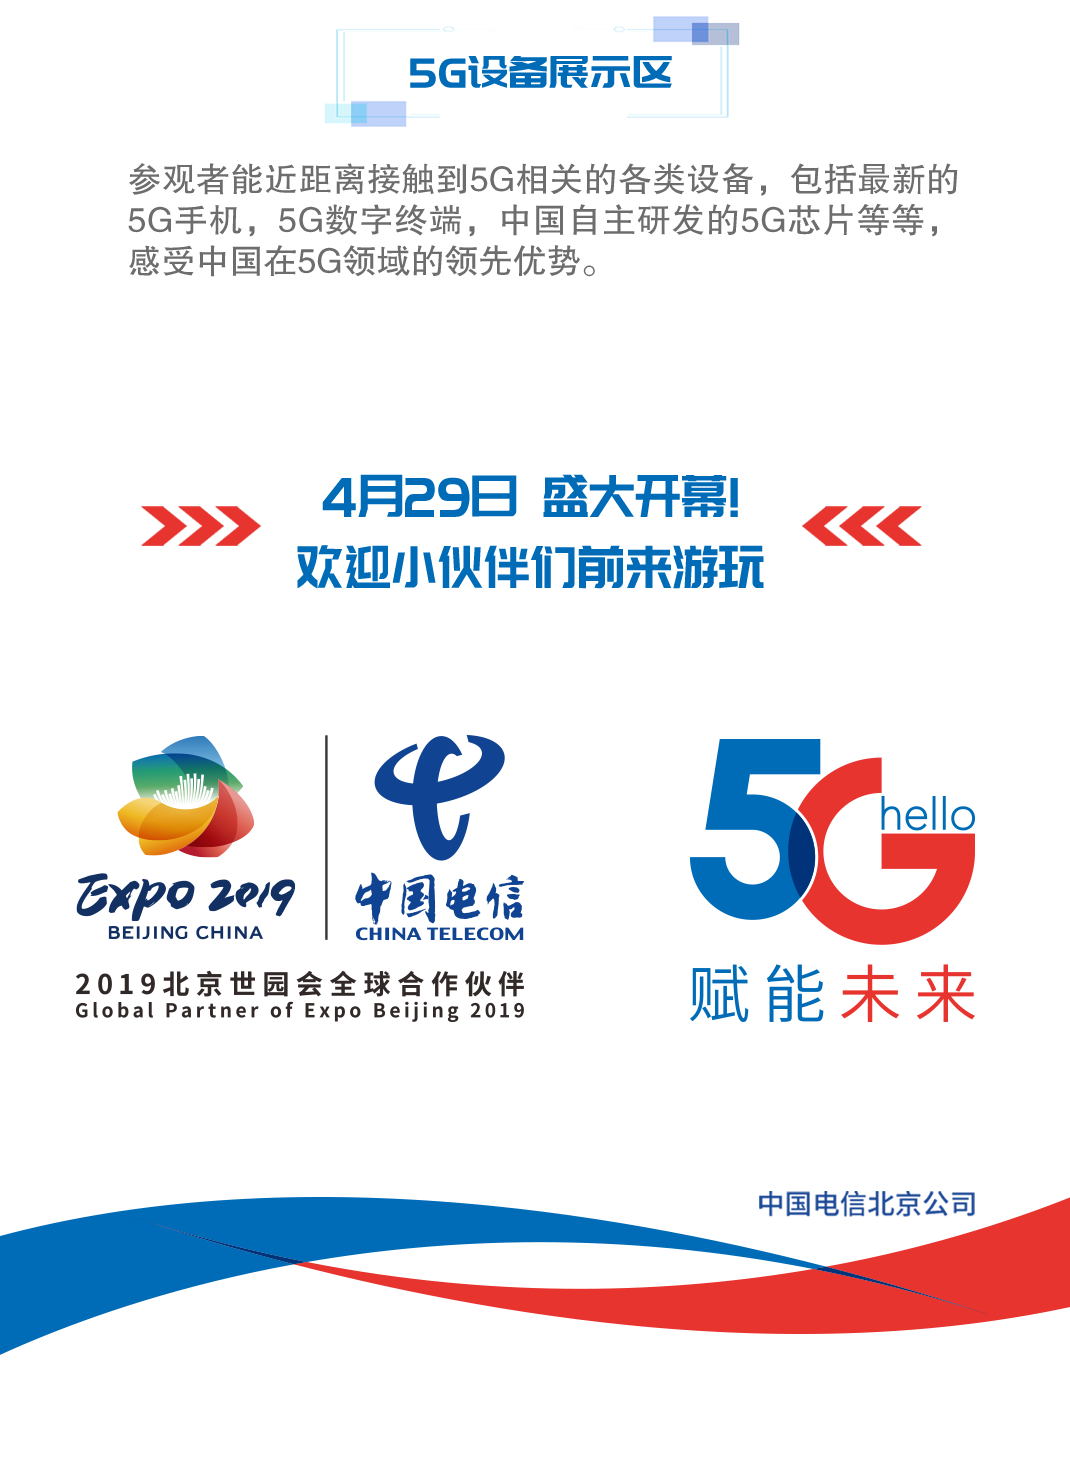 5G设备展示区
参观者能近距离接触到5G相关的各类设备，包括最新的
5G手机，5G数字终端，中国自主研发的5G芯片等等，
感受中国在5G领域的领先优势。
4月29日 盛大开幕!
欢迎小伙伴们前来游玩
EXPO 2019
BEIJING CHINA
中国电信
CHINA TELECOM
2019北京世园会全球合作伙伴
Global Partner of Expo Beijing 2019
5G
hello
赋能未来
中国电信北京公司